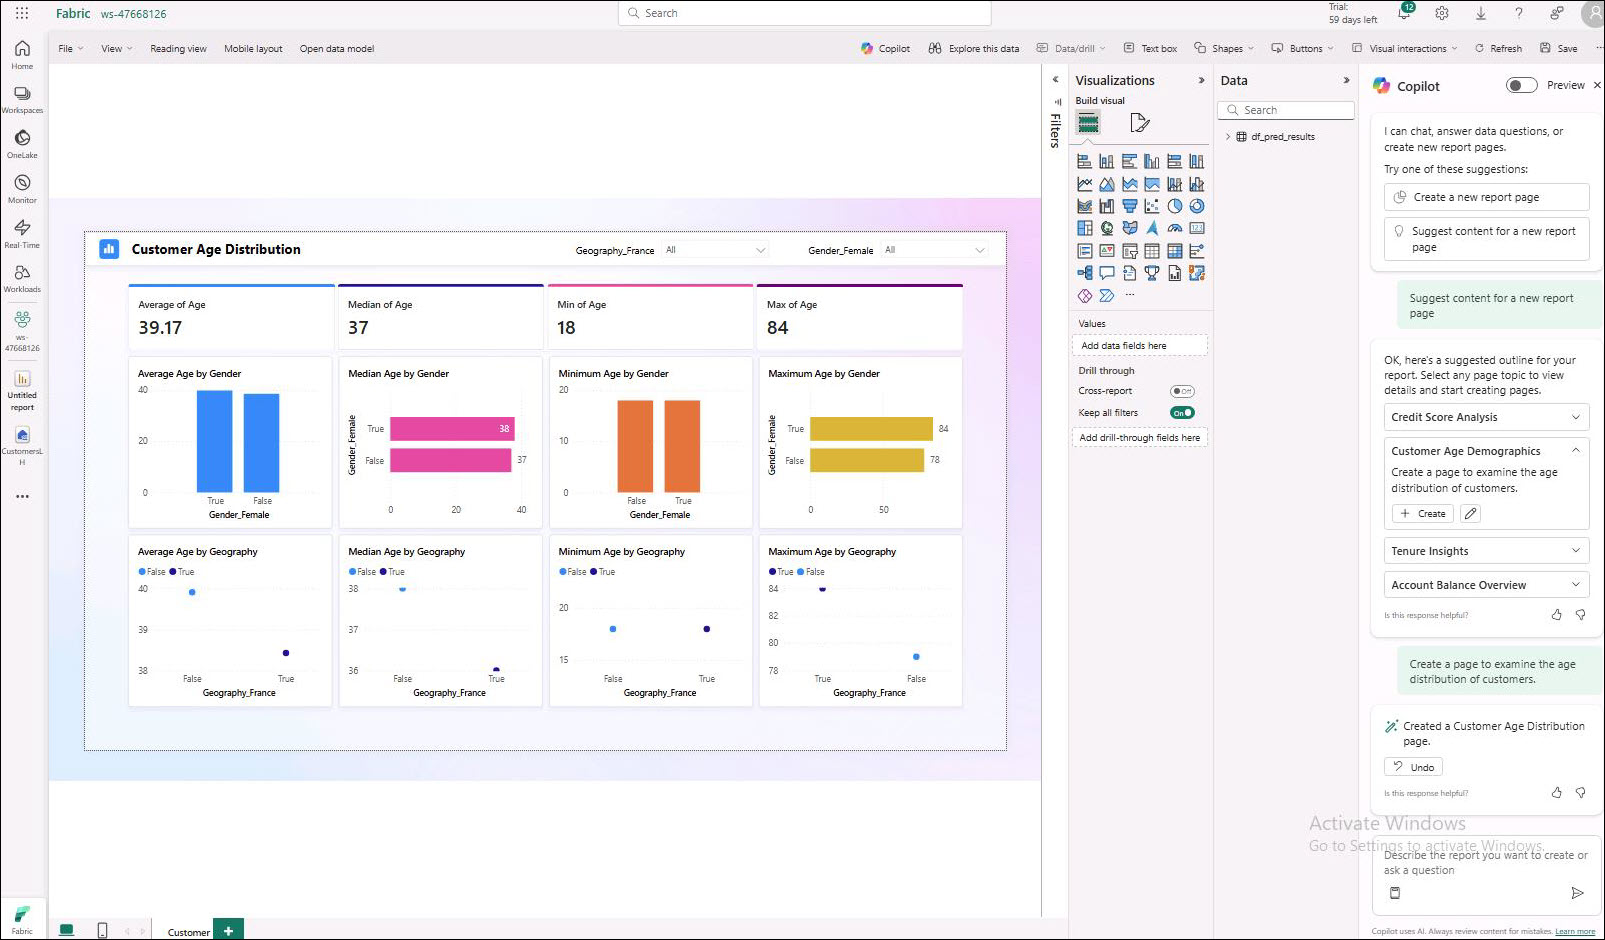 Fabric ws-47668126
Search
Trial:
59 days left
12
File View Reading view Mobile layout Open data model
Copilot Explore this data Data/drill Text box Shapes Buttons Visual interactions Refresh Save ...
Home
Workspaces
OneLake
Monitor
Real-Time
Workloads
ws-
47668126
Untitled
report
CustomersL
H
...
Fabric
Customer Age Distribution
Geography_France All
Gender_Female All
Average of Age
39.17
Median of Age
37
Min of Age
18
Max of Age
84
Average Age by Gender
40
20
0
True False
Gender_Female
Median Age by Gender
Gender_Female
True 38
False 37
0 20 40
Minimum Age by Gender
20
10
0
False True
Gender_Female
Maximum Age by Gender
Gender_Female
True 84
False 78
0 50
Average Age by Geography
False True
40
39
38
False True
Geography_France
Median Age by Geography
False True
38
37
36
False True
Geography_France
Minimum Age by Geography
False True
20
15
False True
Geography_France
Maximum Age by Geography
True False
84
82
80
78
True False
Geography_France
Customer +
Filters
Visualizations
Build visual
123
...
Values
Add data fields here
Drill through
Cross-report Off
Keep all filters On
Add drill-through fields here
Data
Search
df_pred_results
Copilot Preview
I can chat, answer data questions, or
create new report pages.
Try one of these suggestions:
Create a new report page
Suggest content for a new report
page
Suggest content for a new report
page
OK, here's a suggested outline for your
report. Select any page topic to view
details and start creating pages.
Credit Score Analysis
Customer Age Demographics
Create a page to examine the age
distribution of customers.
+ Create
Tenure Insights
Account Balance Overview
Is this response helpful?
Create a page to examine the age
distribution of customers.
Created a Customer Age Distribution
page.
Undo
Is this response helpful?
Activate Windows
Go to Settings to activate Windows.
Describe the report you want to create or
ask a question
Copilot uses AI. Always review content for mistakes. Learn more